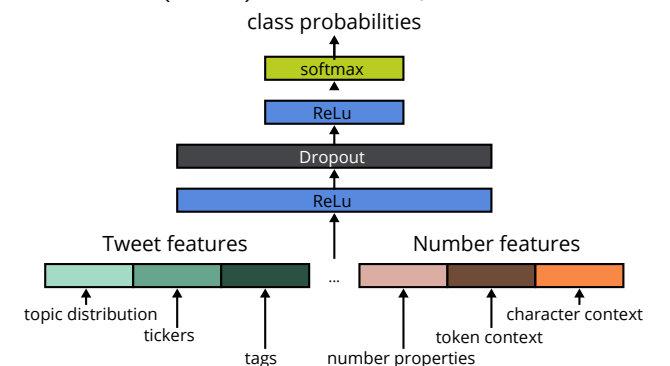 class probabilities
softmax
ReLu
Dropout
ReLu
Tweet features
Number features
...
topic distribution
character context
tickers
token context
tags
number properties